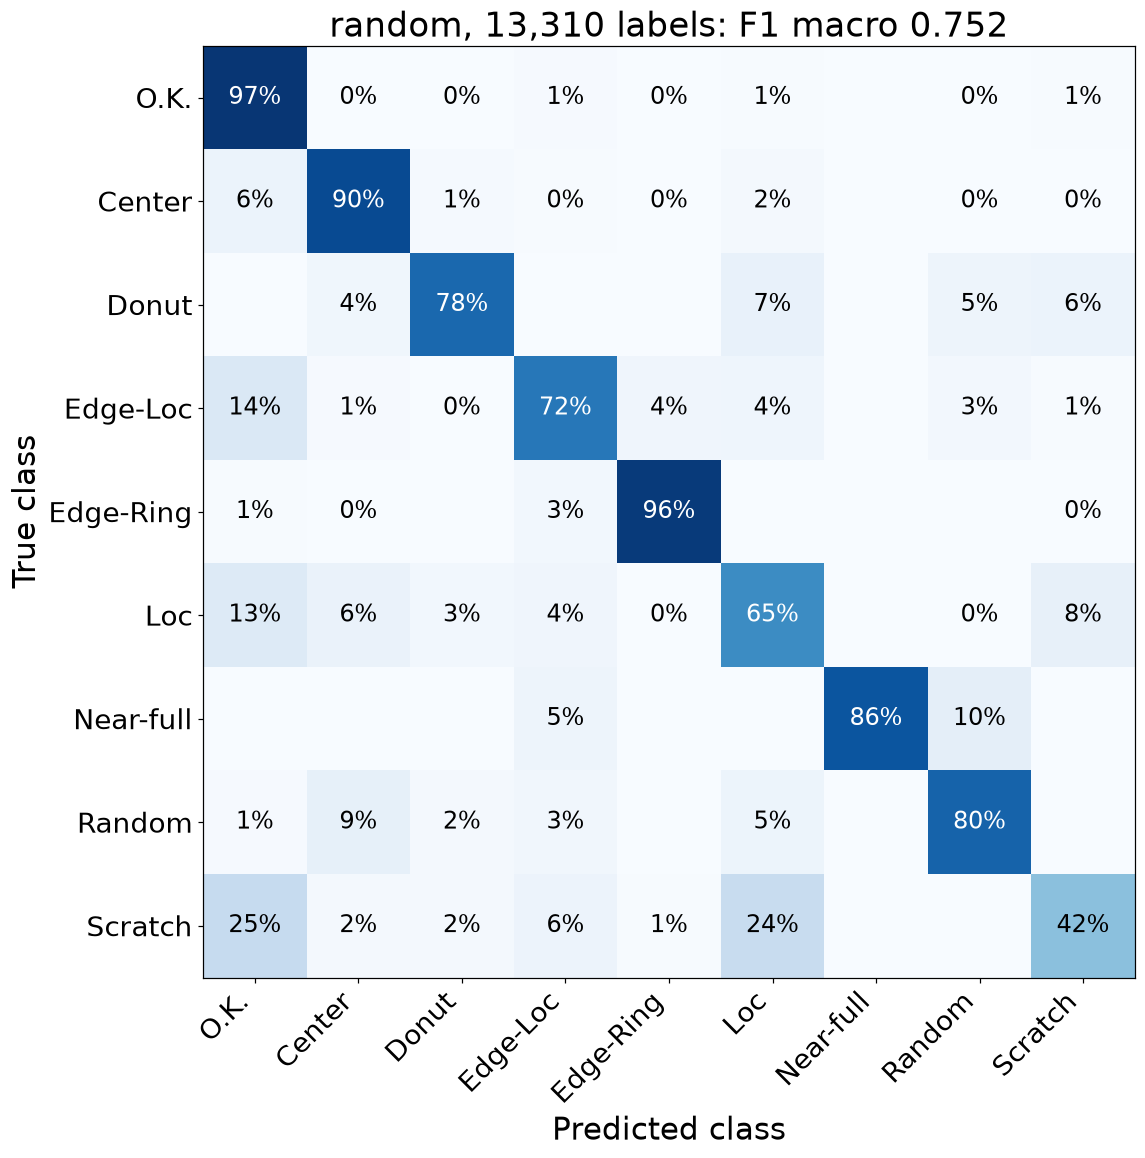 random, 13,310 labels: F1 macro 0.752
True class
O.K. 97% 0% 0% 1% 0% 1% 0% 1%
Center 6% 90% 1% 0% 0% 2% 0% 0%
Donut 4% 78% 7% 5% 6%
Edge-Loc 14% 1% 0% 72% 4% 4% 3% 1%
Edge-Ring 1% 0% 3% 96% 0%
Loc 13% 6% 3% 4% 0% 65% 0% 8%
Near-full 5% 86% 10%
Random 1% 9% 2% 3% 5% 80%
Scratch 25% 2% 2% 6% 1% 24% 42%
O.K. Center Donut Edge-Loc Edge-Ring Loc Near-full Random Scratch
Predicted class